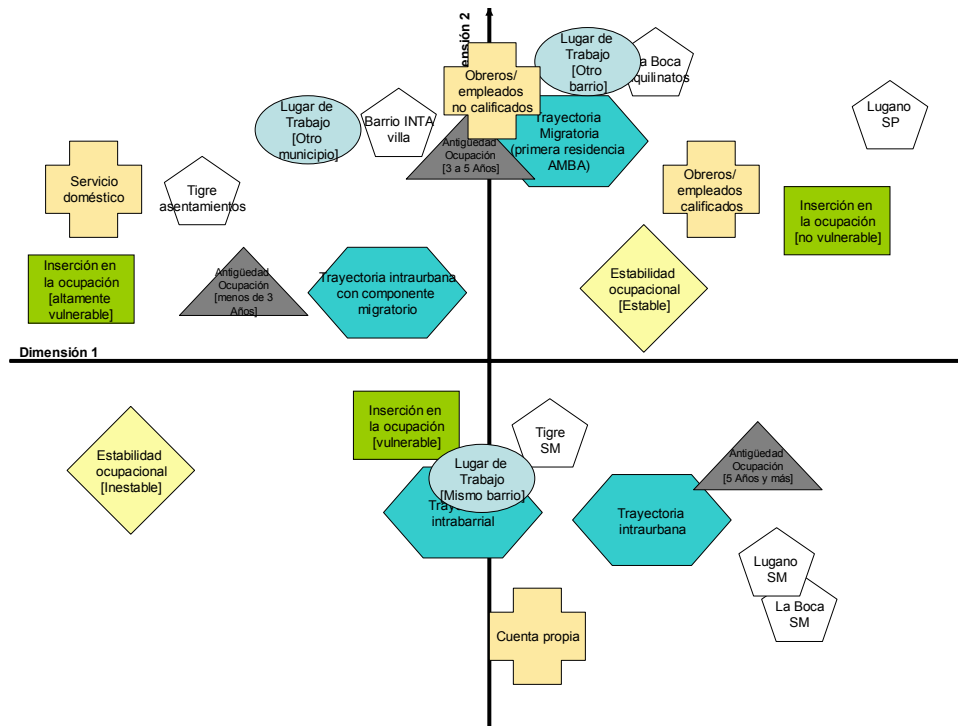 ensión 2
Lugar de
Trabajo
[Otro
barrio]
a Boca
quilinatos
Obreros/
empleados
no calificados
Lugar de
Trabajo
[Otro
municipio]
Barrio INTA
villa
Antigüedad
Ocupación
[3 a 5 Años]
Trayectoria
Migratoria
(primera residencia
AMBA)
Lugano
SP
Servicio
doméstico
Tigre
asentamientos
Obreros/
empleados
calificados
Inserción en
la ocupación
[no vulnerable]
Inserción en
la ocupación
[altamente
vulnerable]
Antigüedad
Ocupación
[menos de 3
Años]
Trayectoria intraurbana
con componente
migratorio
Estabilidad
ocupacional
[Estable]
Dimensión 1
Inserción en
la ocupación
[vulnerable]
Tigre
SM
Estabilidad
ocupacional
[Inestable]
Lugar de
Trabajo
[Mismo barrio]
Tray
intrabarrial
Antigüedad
Ocupación
[5 Años y más]
Trayectoria
intraurbana
Lugano
SM
La Boca
SM
Cuenta propia